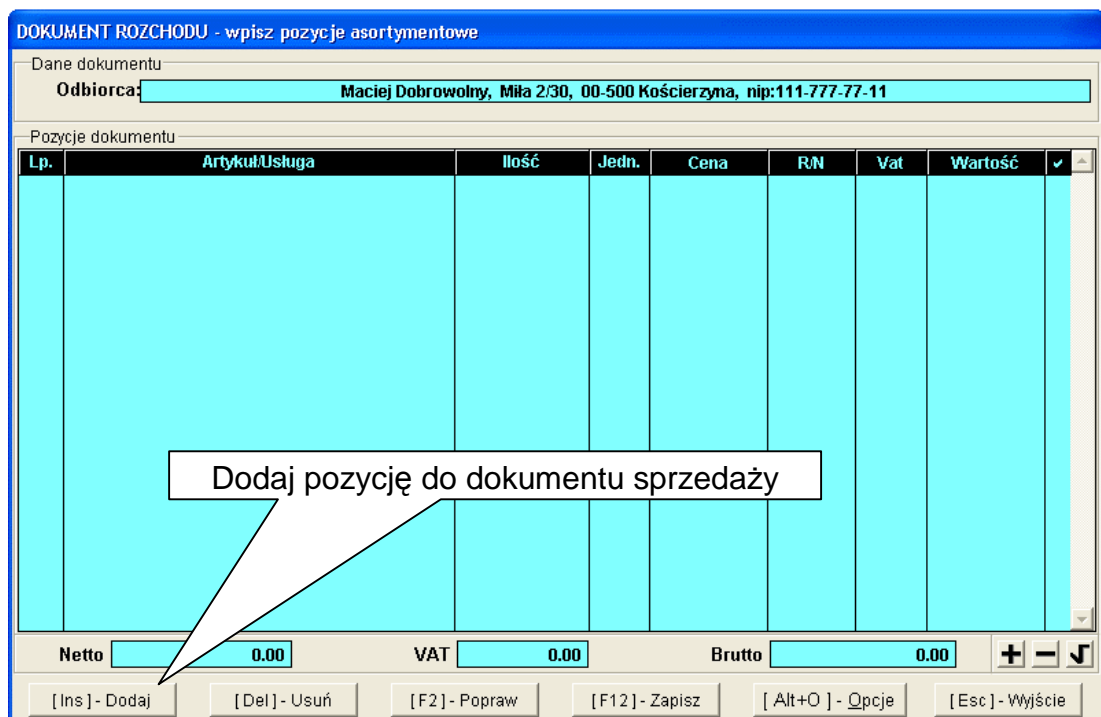 DOKUMENT ROZCHODU - wpisz pozycje asortymentowe
Dane dokumentu
Odbiorca: Maciej Dobrowolny, Miła 2/30, 00-500 Kościerzyna, nip:111-777-77-11
Pozycje dokumentu
Lp. Artykuł/Usługa Ilość Jedn. Cena R/N Vat Wartość ✓
Dodaj pozycję do dokumentu sprzedaży
Netto 0.00 VAT 0.00 Brutto 0.00
[ Ins ] - Dodaj [ Del ] - Usuń [ F2 ] - Popraw [ F12 ] - Zapisz [ Alt+O ] - Opcje [ Esc ] - Wyjście